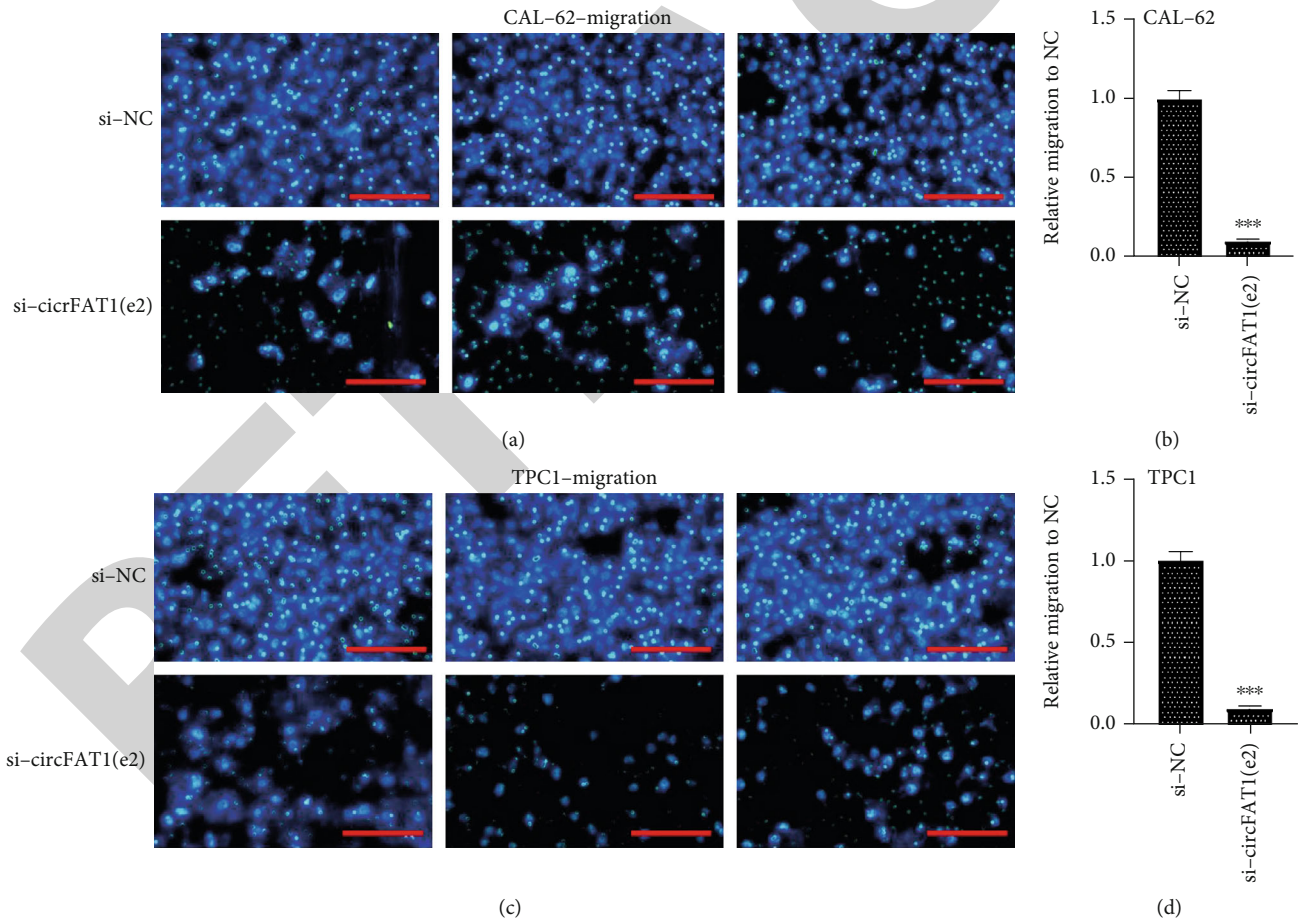 CAL–62–migration
si–NC
si–cicrFAT1(e2)
(a)
CAL–62
Relative migration to NC
1.5
1.0
0.5
0.0
***
si–NC
si–circFAT1(e2)
(b)
TPC1–migration
si–NC
si–circFAT1(e2)
(c)
TPC1
Relative migration to NC
1.5
1.0
0.5
0.0
***
si–NC
si–circFAT1(e2)
(d)